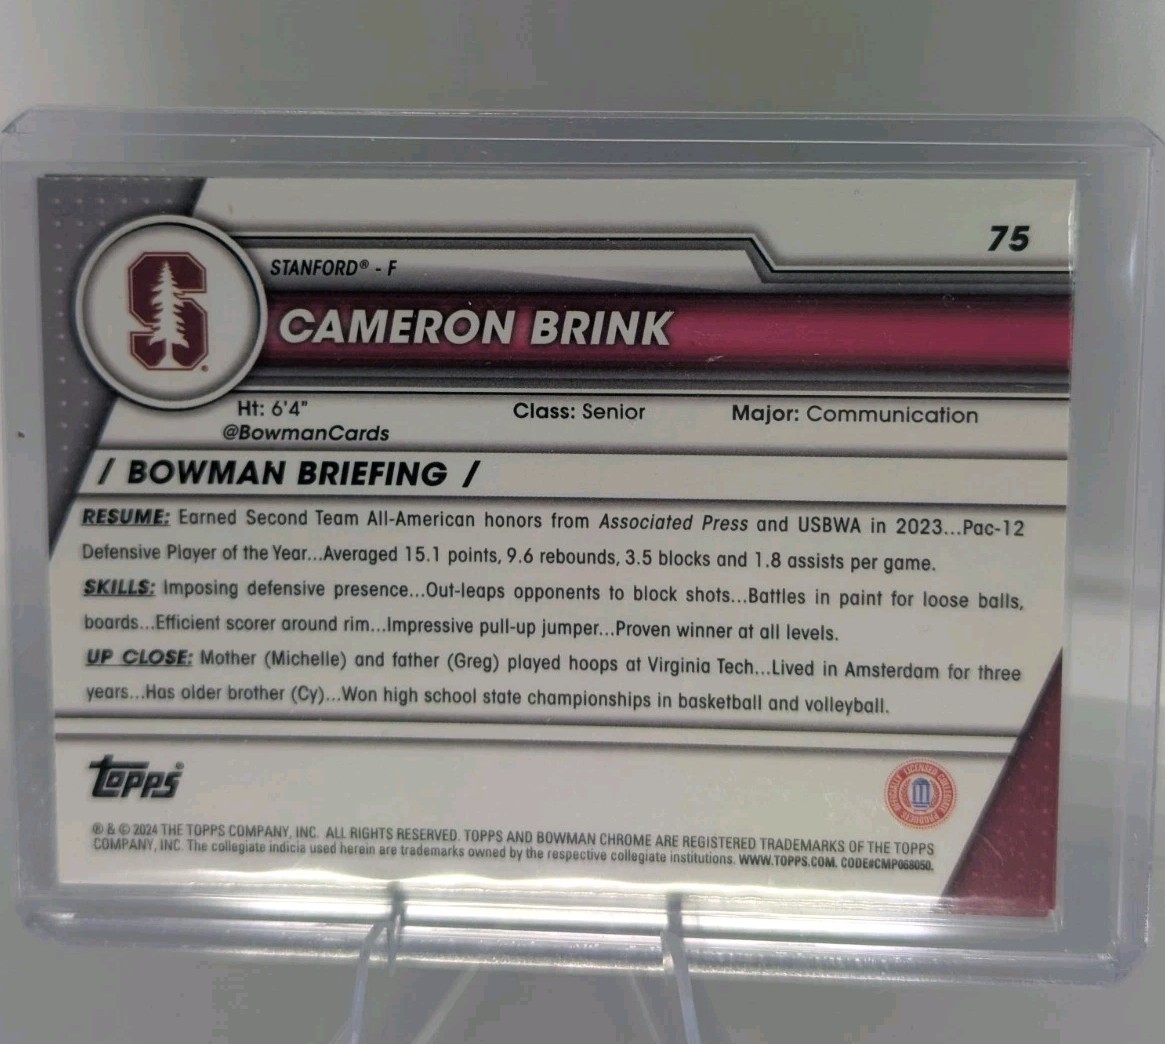 75
STANFORD® - F
CAMERON BRINK
Ht: 6'4" Class: Senior Major: Communication
@BowmanCards
/ BOWMAN BRIEFING /
RESUME: Earned Second Team All-American honors from Associated Press and USBWA in 2023...Pac-12
Defensive Player of the Year...Averaged 15.1 points, 9.6 rebounds, 3.5 blocks and 1.8 assists per game.
SKILLS: Imposing defensive presence...Out-leaps opponents to block shots...Battles in paint for loose balls,
boards...Efficient scorer around rim...Impressive pull-up jumper...Proven winner at all levels.
UP CLOSE: Mother (Michelle) and father (Greg) played hoops at Virginia Tech...Lived in Amsterdam for three
years...Has older brother (Cy)...Won high school state championships in basketball and volleyball.
Topps
OFFICIALLY LICENSED COLLEGIATE PRODUCTS
® & © 2024 THE TOPPS COMPANY, INC. ALL RIGHTS RESERVED. TOPPS AND BOWMAN CHROME ARE REGISTERED TRADEMARKS OF THE TOPPS
COMPANY, INC. The collegiate indicia used herein are trademarks owned by the respective collegiate institutions. WWW.TOPPS.COM. CODE#CMP068050.